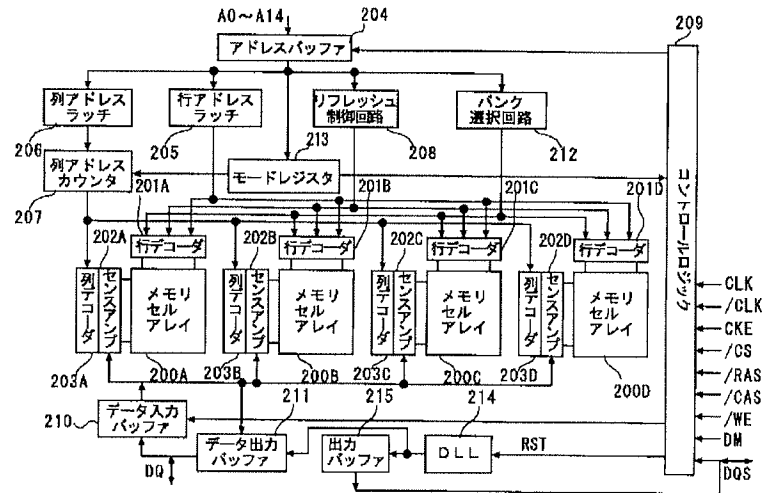 A0〜A14
204
209
アドレスバッファ
列アドレス
ラッチ
行アドレス
ラッチ
リフレッシュ
制御回路
バンク
選択回路
206
205
213
208
212
列アドレス
カウンタ
モードレジスタ
コントロールロジック
207
201A
201B
201C
201D
202A
行デコーダ
202B
行デコーダ
202C
行デコーダ
202D
行デコーダ
列デコーダ
センスアンプ
メモリ
セル
アレイ
列デコーダ
センスアンプ
メモリ
セル
アレイ
列デコーダ
センスアンプ
メモリ
セル
アレイ
列デコーダ
センスアンプ
メモリ
セル
アレイ
CLK
/CLK
CKE
/CS
/RAS
/CAS
/WE
DM
DQS
203A
200A
203B
200B
203C
200C
203D
200D
210
データ入力
バッファ
211
215
214
データ出力
バッファ
出力
バッファ
DLL
RST
DQ